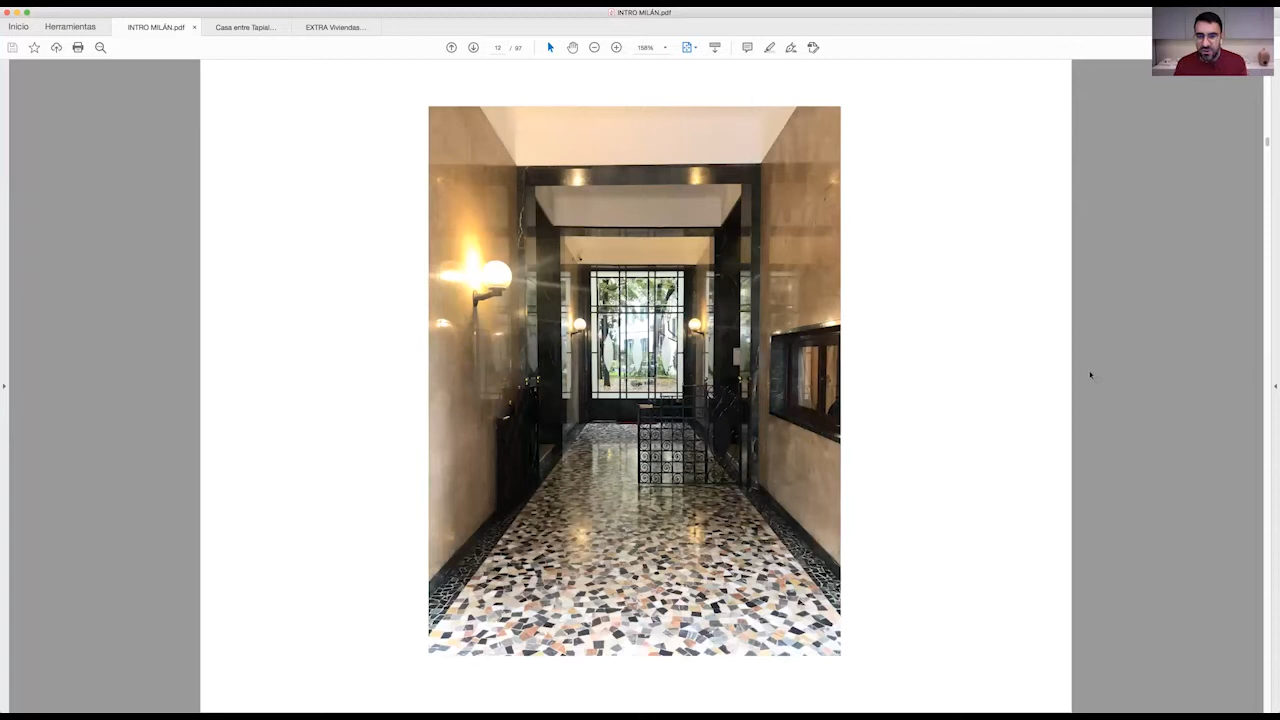 INTRO MILÁN.pdf
Inicio
Herramientas
INTRO MILÁN.pdf ×
Casa entre Tapial...
EXTRA Viviendas...
12 / 97
158%